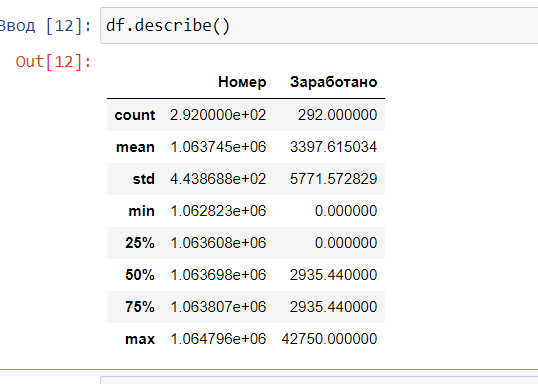 Ввод [12]: df.describe()
Out[12]:
Номер Заработано
count 2.920000e+02 292.000000
mean 1.063745e+06 3397.615034
std 4.438688e+02 5771.572829
min 1.062823e+06 0.000000
25% 1.063608e+06 0.000000
50% 1.063698e+06 2935.440000
75% 1.063807e+06 2935.440000
max 1.064796e+06 42750.000000